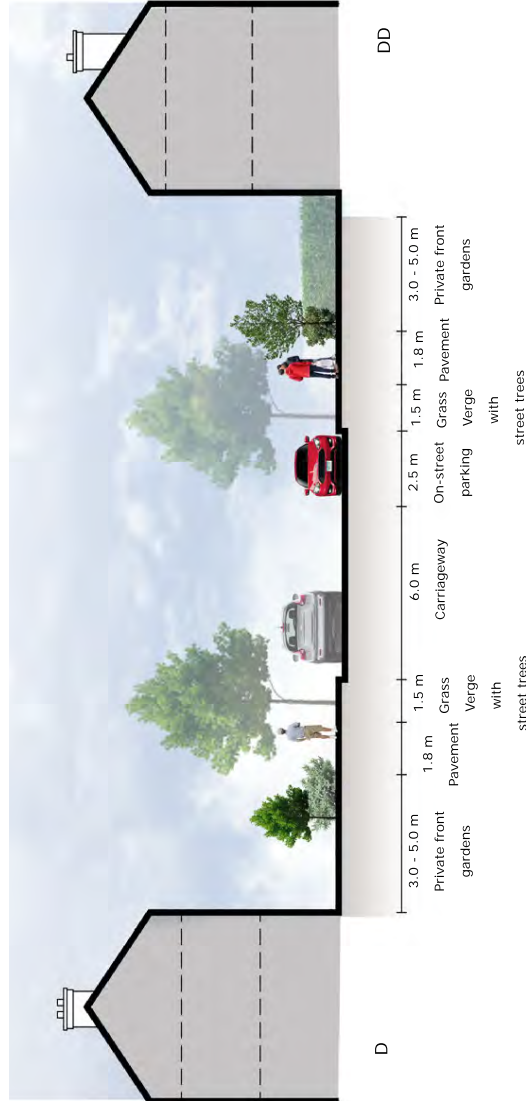 D
DD
3.0 - 5.0 m
Private front
gardens
1.8 m
Pavement
1.5 m
Grass
Verge
with
street trees
6.0 m
Carriageway
2.5 m
On-street
parking
1.5 m
Grass
Verge
with
street trees
1.8 m
Pavement
3.0 - 5.0 m
Private front
gardens